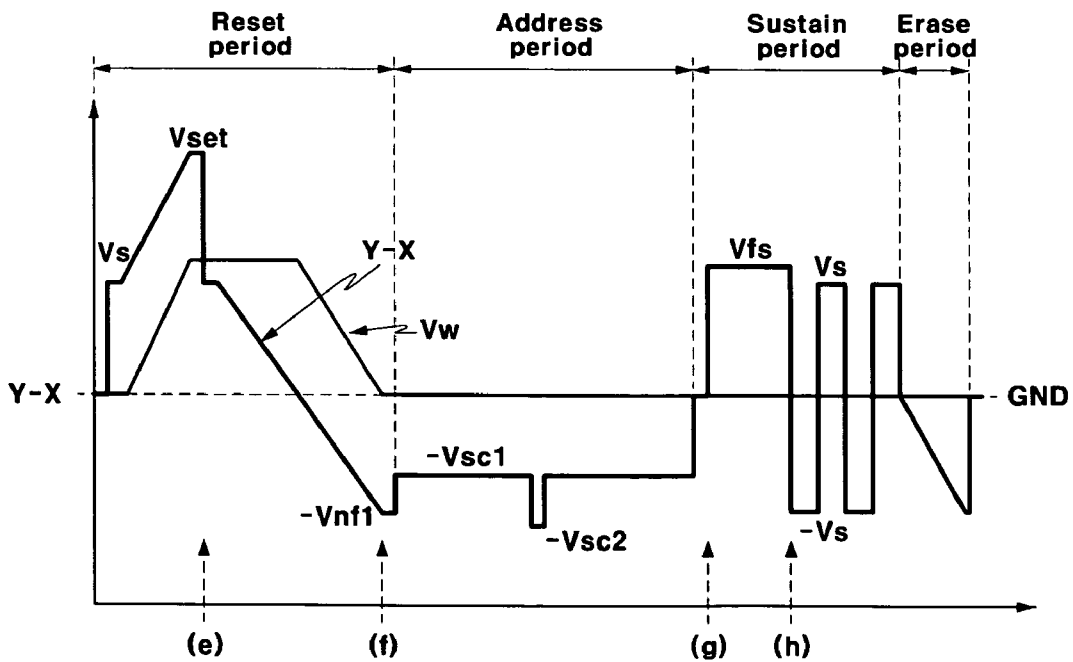 Reset
period
Address
period
Sustain
period
Erase
period
Vset
Vs
Y-X
Vfs
Vs
Vw
Y-X
GND
-Vsc1
-Vnf1
-Vsc2
-Vs
(e)
(f)
(g)
(h)